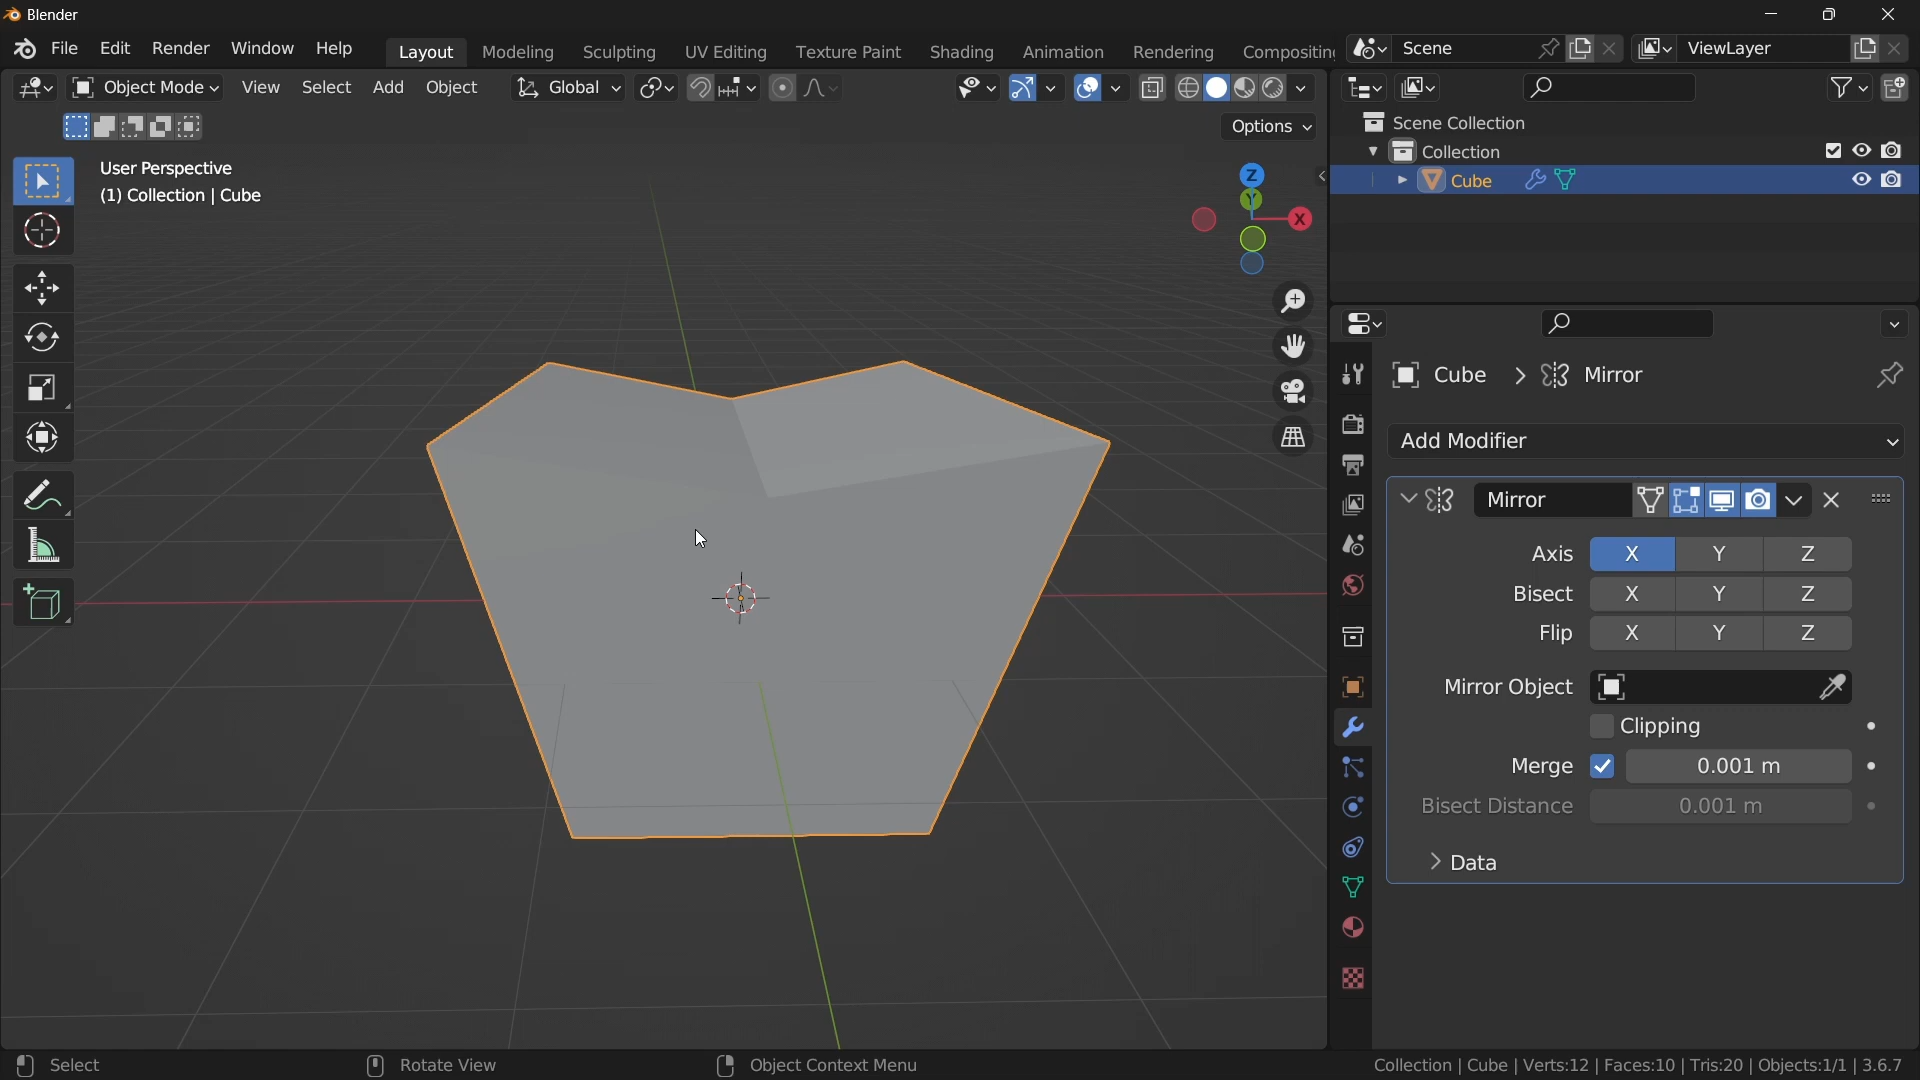 Blender
File Edit Render Window Help Layout Modeling Sculpting UV Editing Texture Paint Shading Animation Rendering Compositing Scene ViewLayer
Object Mode View Select Add Object Global
Options
User Perspective
(1) Collection | Cube
Z
Y
X
Scene Collection
Collection
Cube
Cube > Mirror
Add Modifier
Mirror
Axis X Y Z
Bisect X Y Z
Flip X Y Z
Mirror Object
Clipping
Merge 0.001 m
Bisect Distance 0.001 m
Data
Select Rotate View Object Context Menu Collection | Cube | Verts:12 | Faces:10 | Tris:20 | Objects:1/1 | 3.6.7